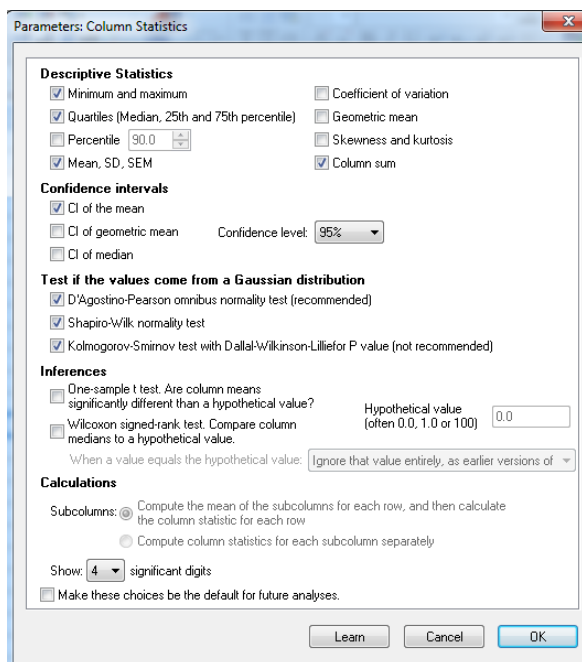 Parameters: Column Statistics
Descriptive Statistics
Minimum and maximum
Coefficient of variation
Quartiles (Median, 25th and 75th percentile)
Geometric mean
Percentile 90.0
Skewness and kurtosis
Mean, SD, SEM
Column sum
Confidence intervals
CI of the mean
CI of geometric mean
Confidence level: 95%
CI of median
Test if the values come from a Gaussian distribution
D'Agostino-Pearson omnibus normality test (recommended)
Shapiro-Wilk normality test
Kolmogorov-Smirnov test with Dallal-Wilkinson-Lilliefor P value (not recommended)
Inferences
One-sample t test. Are column means
significantly different than a hypothetical value?
Wilcoxon signed-rank test. Compare column
medians to a hypothetical value.
Hypothetical value
(often 0.0, 1.0 or 100)
0.0
When a value equals the hypothetical value: Ignore that value entirely, as earlier versions of
Calculations
Subcolumns: Compute the mean of the subcolumns for each row, and then calculate
the column statistic for each row
Compute column statistics for each subcolumn separately
Show: 4 significant digits
Make these choices be the default for future analyses.
Learn Cancel OK